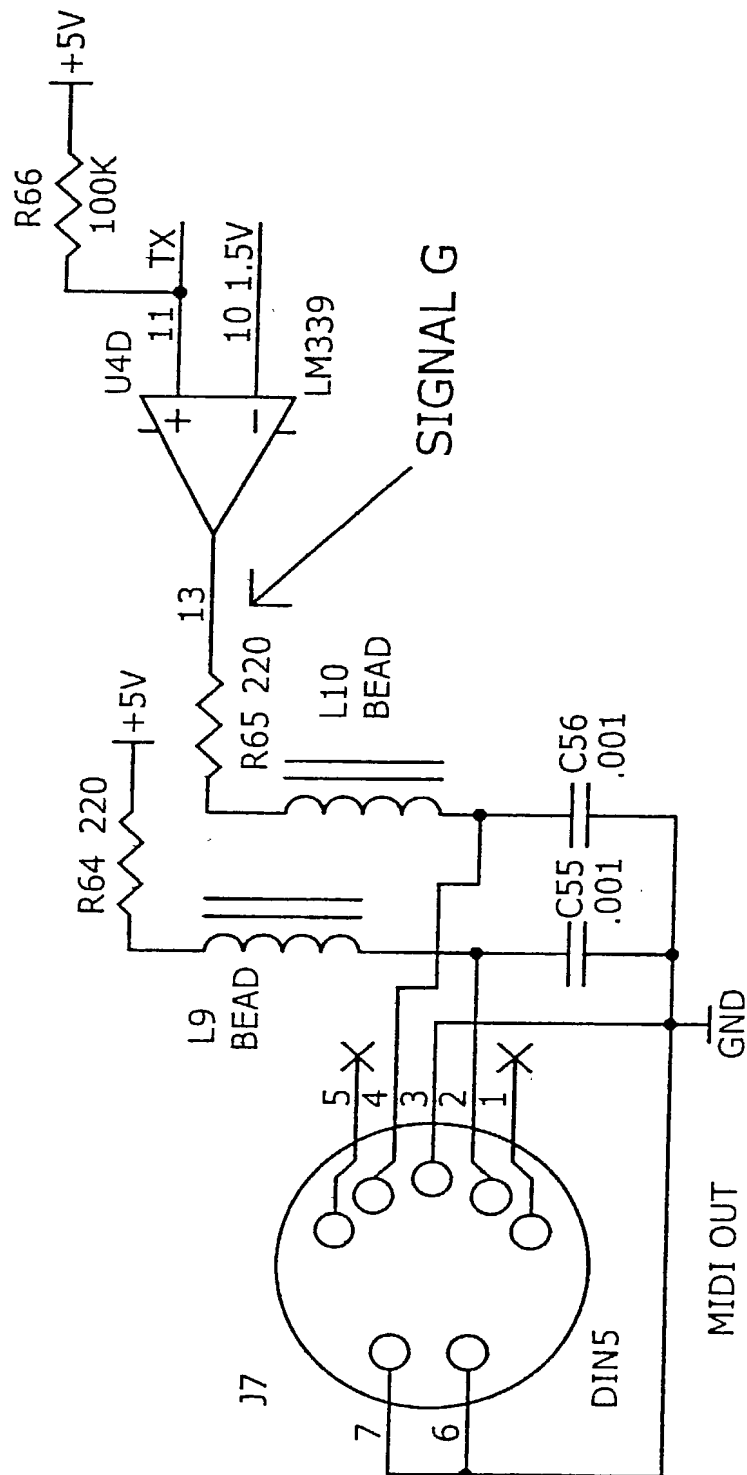 J7
7
6
DIN5
MIDI OUT
5
4
3
2
1
GND
L9
BEAD
R64 220
+5V
C55
.001
C56
.001
L10
BEAD
R65 220
13
SIGNAL G
U4D
LM339
+
−
11
TX
10 1.5V
R66
100K
+5V